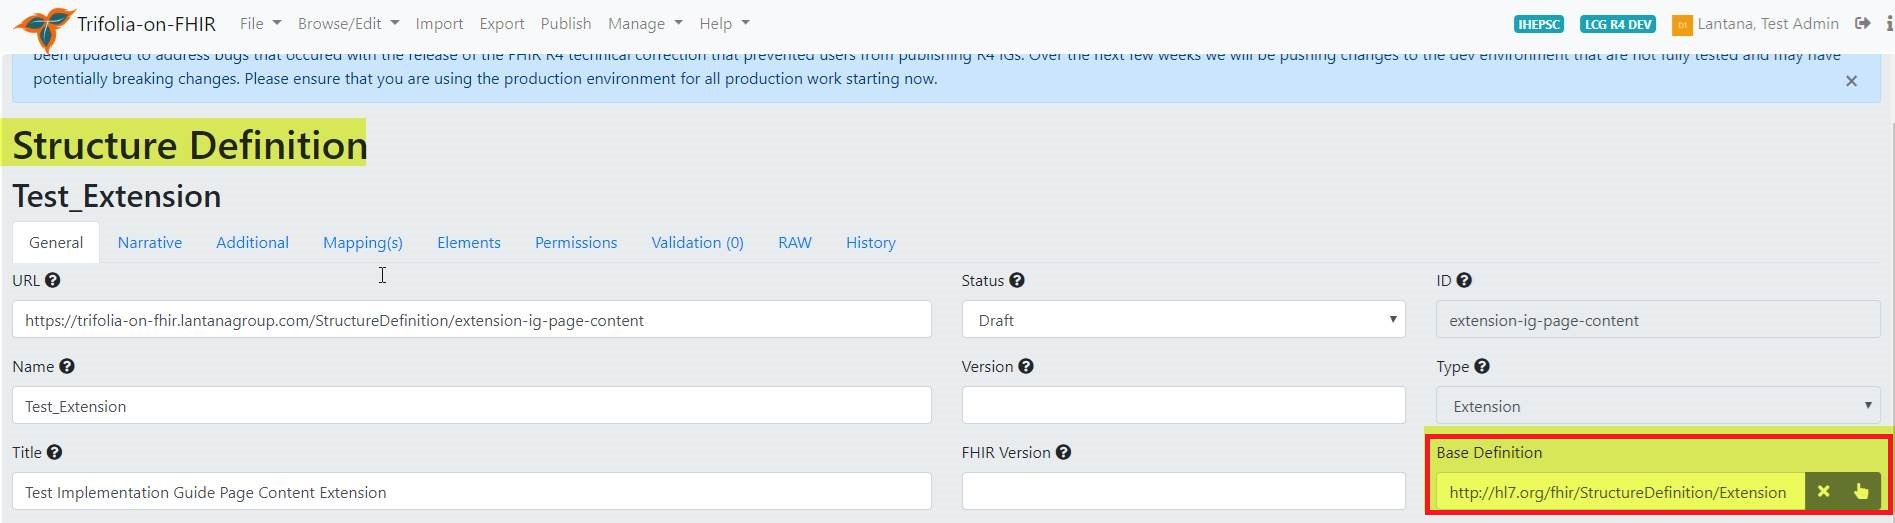 Trifolia-on-FHIR File Browse/Edit Import Export Publish Manage Help IHEPSC LCG R4 DEV D1 Lantana, Test Admin
been updated to address bugs that occured with the release of the FHIR R4 technical correction that prevented users from publishing R4 IGs. Over the next few weeks we will be pushing changes to the dev environment that are not fully tested and may have
potentially breaking changes. Please ensure that you are using the production environment for all production work starting now.
Structure Definition
Test_Extension
General Narrative Additional Mapping(s) Elements Permissions Validation (0) RAW History
URL Status ID
https://trifolia-on-fhir.lantanagroup.com/StructureDefinition/extension-ig-page-content Draft extension-ig-page-content
Name Version Type
Test_Extension Extension
Title FHIR Version Base Definition
Test Implementation Guide Page Content Extension http://hl7.org/fhir/StructureDefinition/Extension